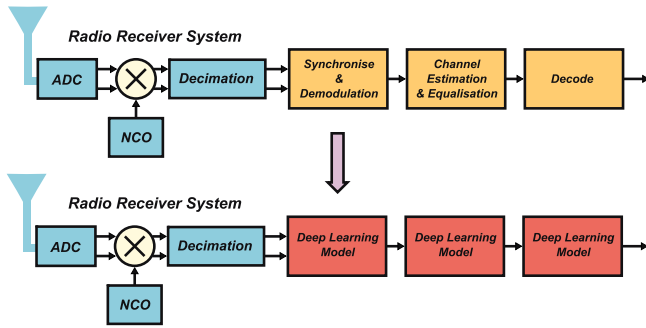 Radio Receiver System
ADC
Decimation
Synchronise
&
Demodulation
Channel
Estimation
& Equalisation
Decode
NCO
Radio Receiver System
ADC
Decimation
Deep Learning
Model
Deep Learning
Model
Deep Learning
Model
NCO